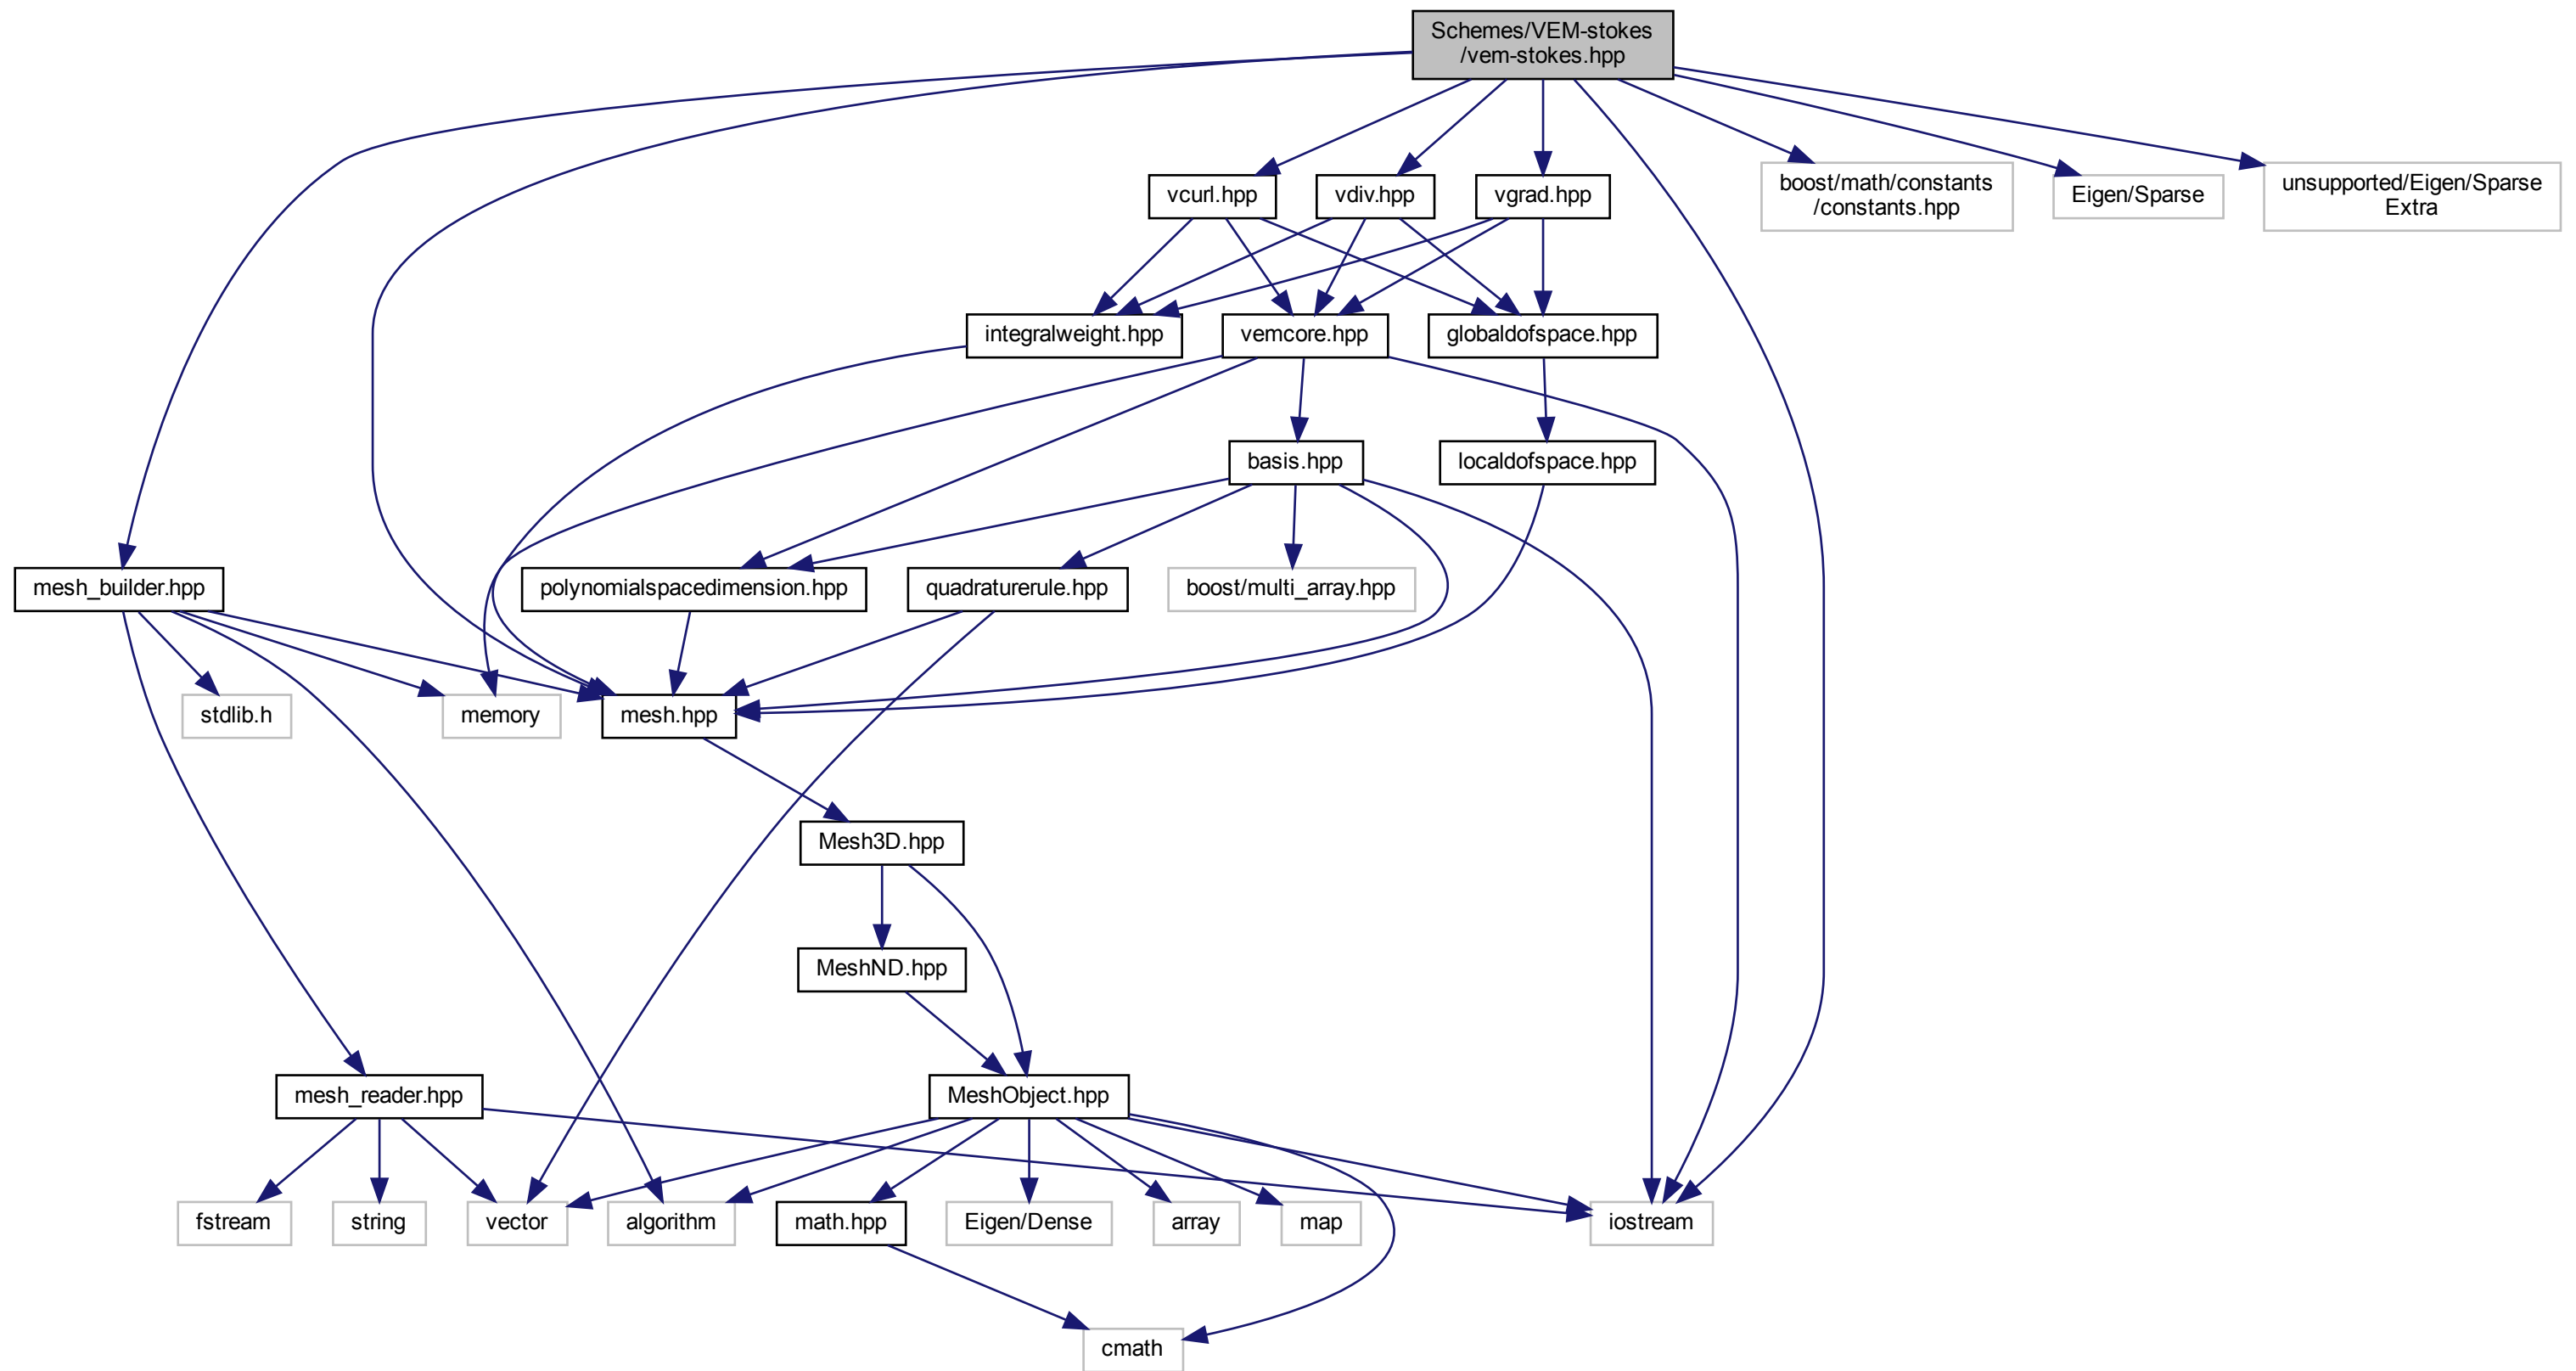 Schemes/VEM-stokes
/vem-stokes.hpp
vcurl.hpp
vdiv.hpp
vgrad.hpp
boost/math/constants
/constants.hpp
Eigen/Sparse
unsupported/Eigen/Sparse
Extra
integralweight.hpp
vemcore.hpp
globaldofspace.hpp
basis.hpp
localdofspace.hpp
mesh_builder.hpp
polynomialspacedimension.hpp
quadraturerule.hpp
boost/multi_array.hpp
stdlib.h
memory
mesh.hpp
Mesh3D.hpp
MeshND.hpp
mesh_reader.hpp
MeshObject.hpp
fstream
string
vector
algorithm
math.hpp
Eigen/Dense
array
map
iostream
cmath